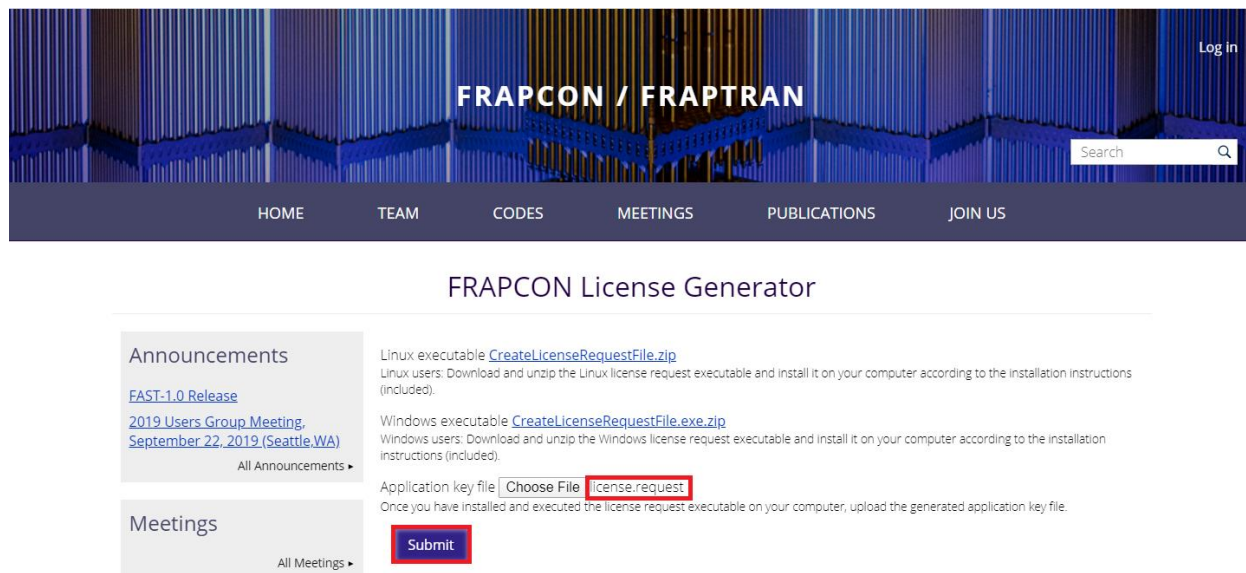 Log in
FRAPCON / FRAPTRAN
Search
HOME TEAM CODES MEETINGS PUBLICATIONS JOIN US
FRAPCON License Generator
Announcements
FAST-1.0 Release
2019 Users Group Meeting,
September 22, 2019 (Seattle,WA)
All Announcements ▸
Meetings
All Meetings ▸
Linux executable CreateLicenseRequestFile.zip
Linux users: Download and unzip the Linux license request executable and install it on your computer according to the installation instructions
(included).
Windows executable CreateLicenseRequestFile.exe.zip
Windows users: Download and unzip the Windows license request executable and install it on your computer according to the installation
instructions (included).
Application key file Choose File license.request
Once you have installed and executed the license request executable on your computer, upload the generated application key file.
Submit